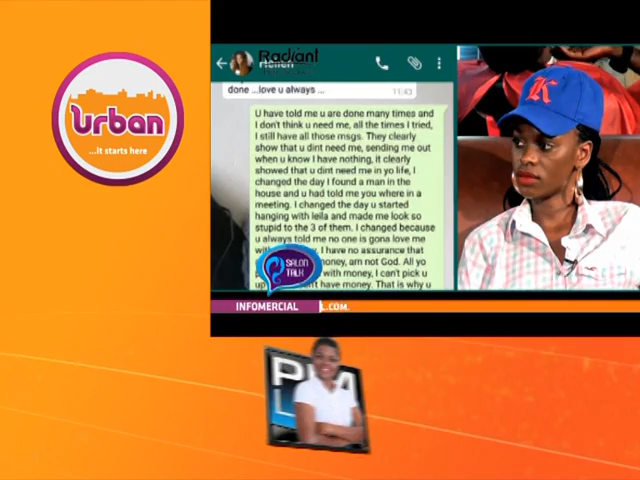 Urban
...it starts here
Radiant
Hellen
done ...love u always ...
11:43
U have told me u are done many times and
I don't think u need me, all the times I tried,
I still have all those msgs. They clearly
show that u dint need me, sending me out
when u know I have nothing, it clearly
showed that u dint need me in yo life, I
changed the day I found a man in the
house and u had told me you where in a
meeting. I changed the day u started
hanging with leila and made me look so
stupid to the 3 of them. I changed because
u always told me no one is gona love me
I have no assurance that
money, am not God. All yo
with money, I can't pick u
have money. That is why u
SALON
TALK
K
INFOMERCIAL
L.COM.